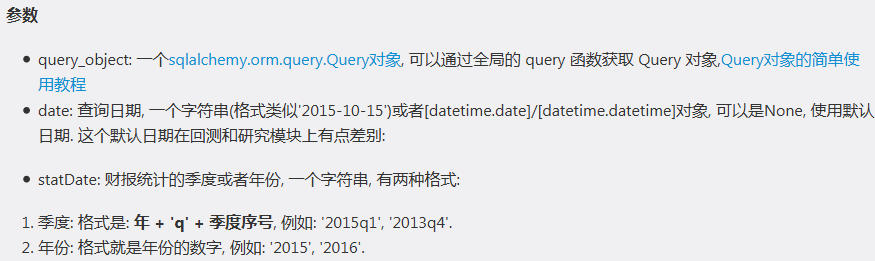 参数
query_object: 一个sqlalchemy.orm.query.Query对象, 可以通过全局的 query 函数获取 Query 对象,Query对象的简单使
用教程
date: 查询日期, 一个字符串(格式类似'2015-10-15')或者[datetime.date]/[datetime.datetime]对象, 可以是None, 使用默认
日期. 这个默认日期在回测和研究模块上有点差别:
statDate: 财报统计的季度或者年份, 一个字符串, 有两种格式:
1. 季度: 格式是: 年 + 'q' + 季度序号, 例如: '2015q1', '2013q4'.
2. 年份: 格式就是年份的数字, 例如: '2015', '2016'.